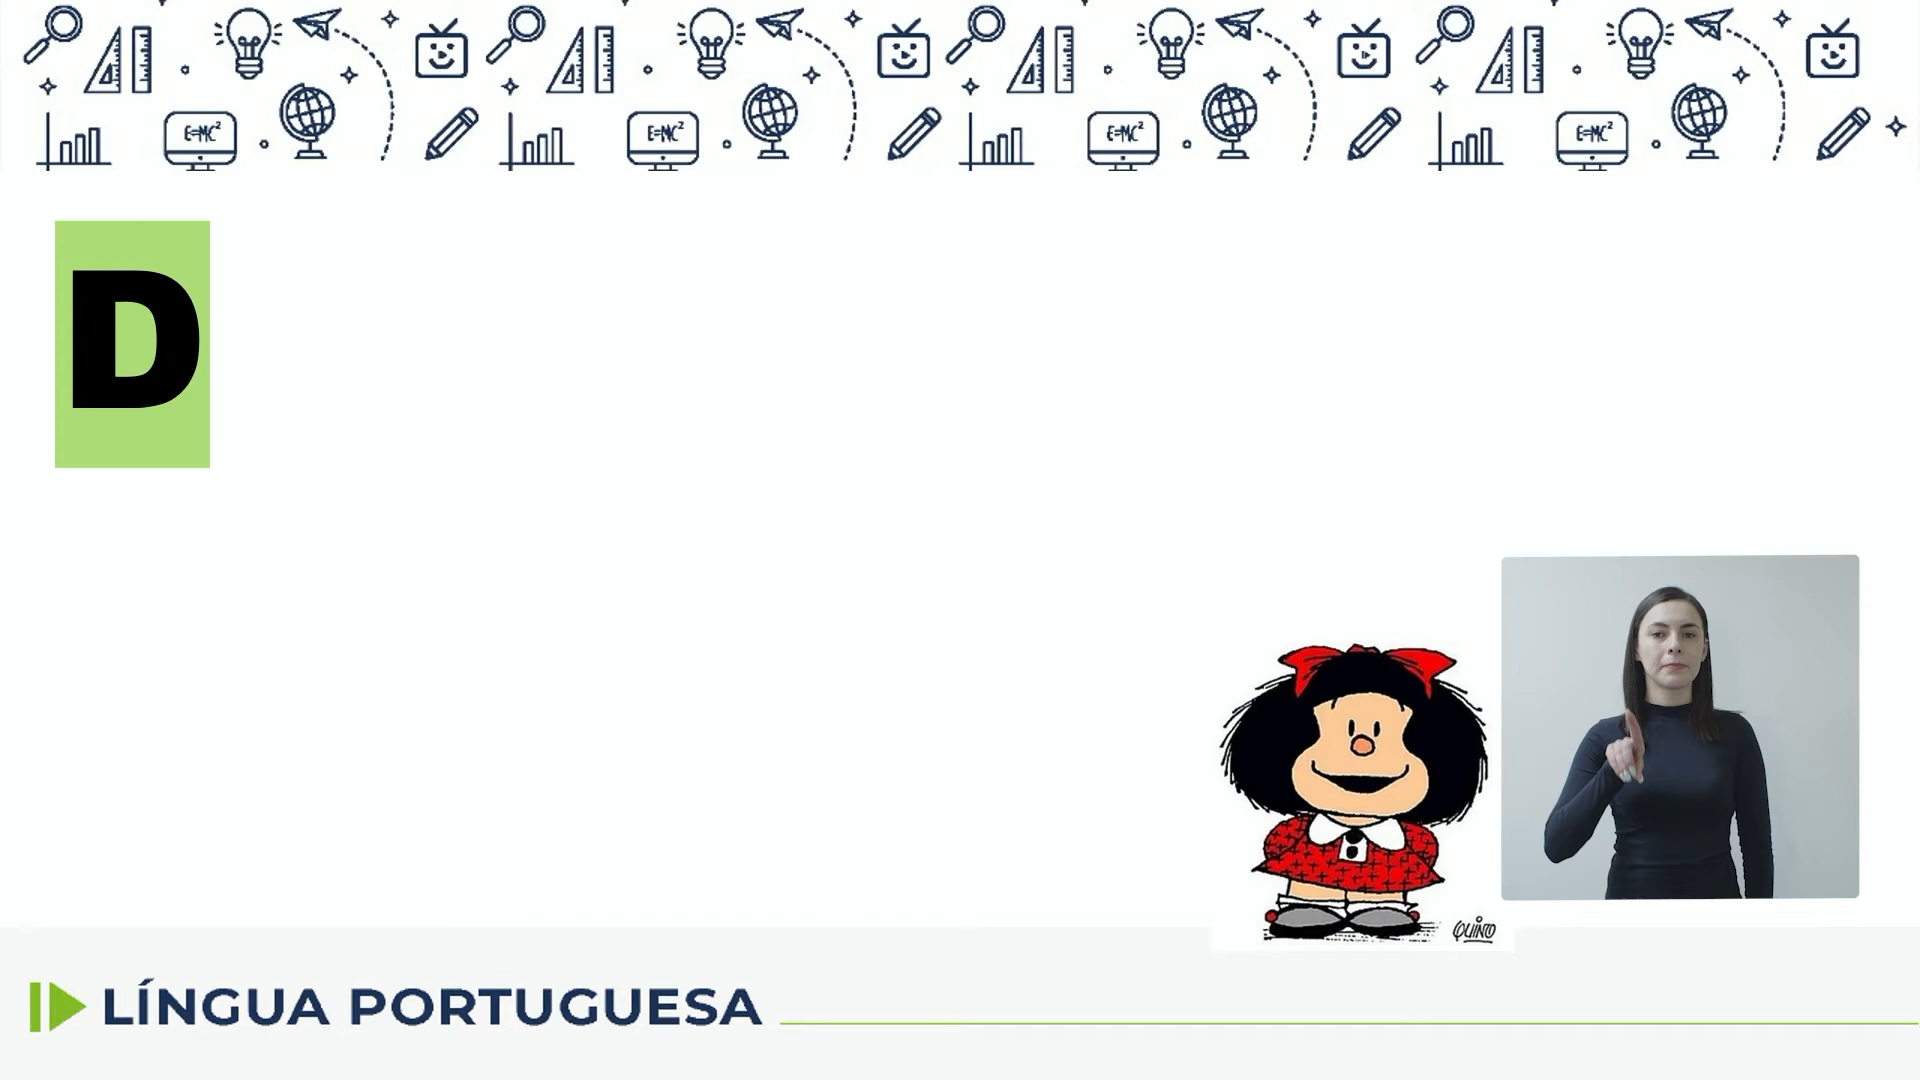 E=MC²
E=MC²
E=MC²
E=MC²
D
QUINO
LÍNGUA PORTUGUESA